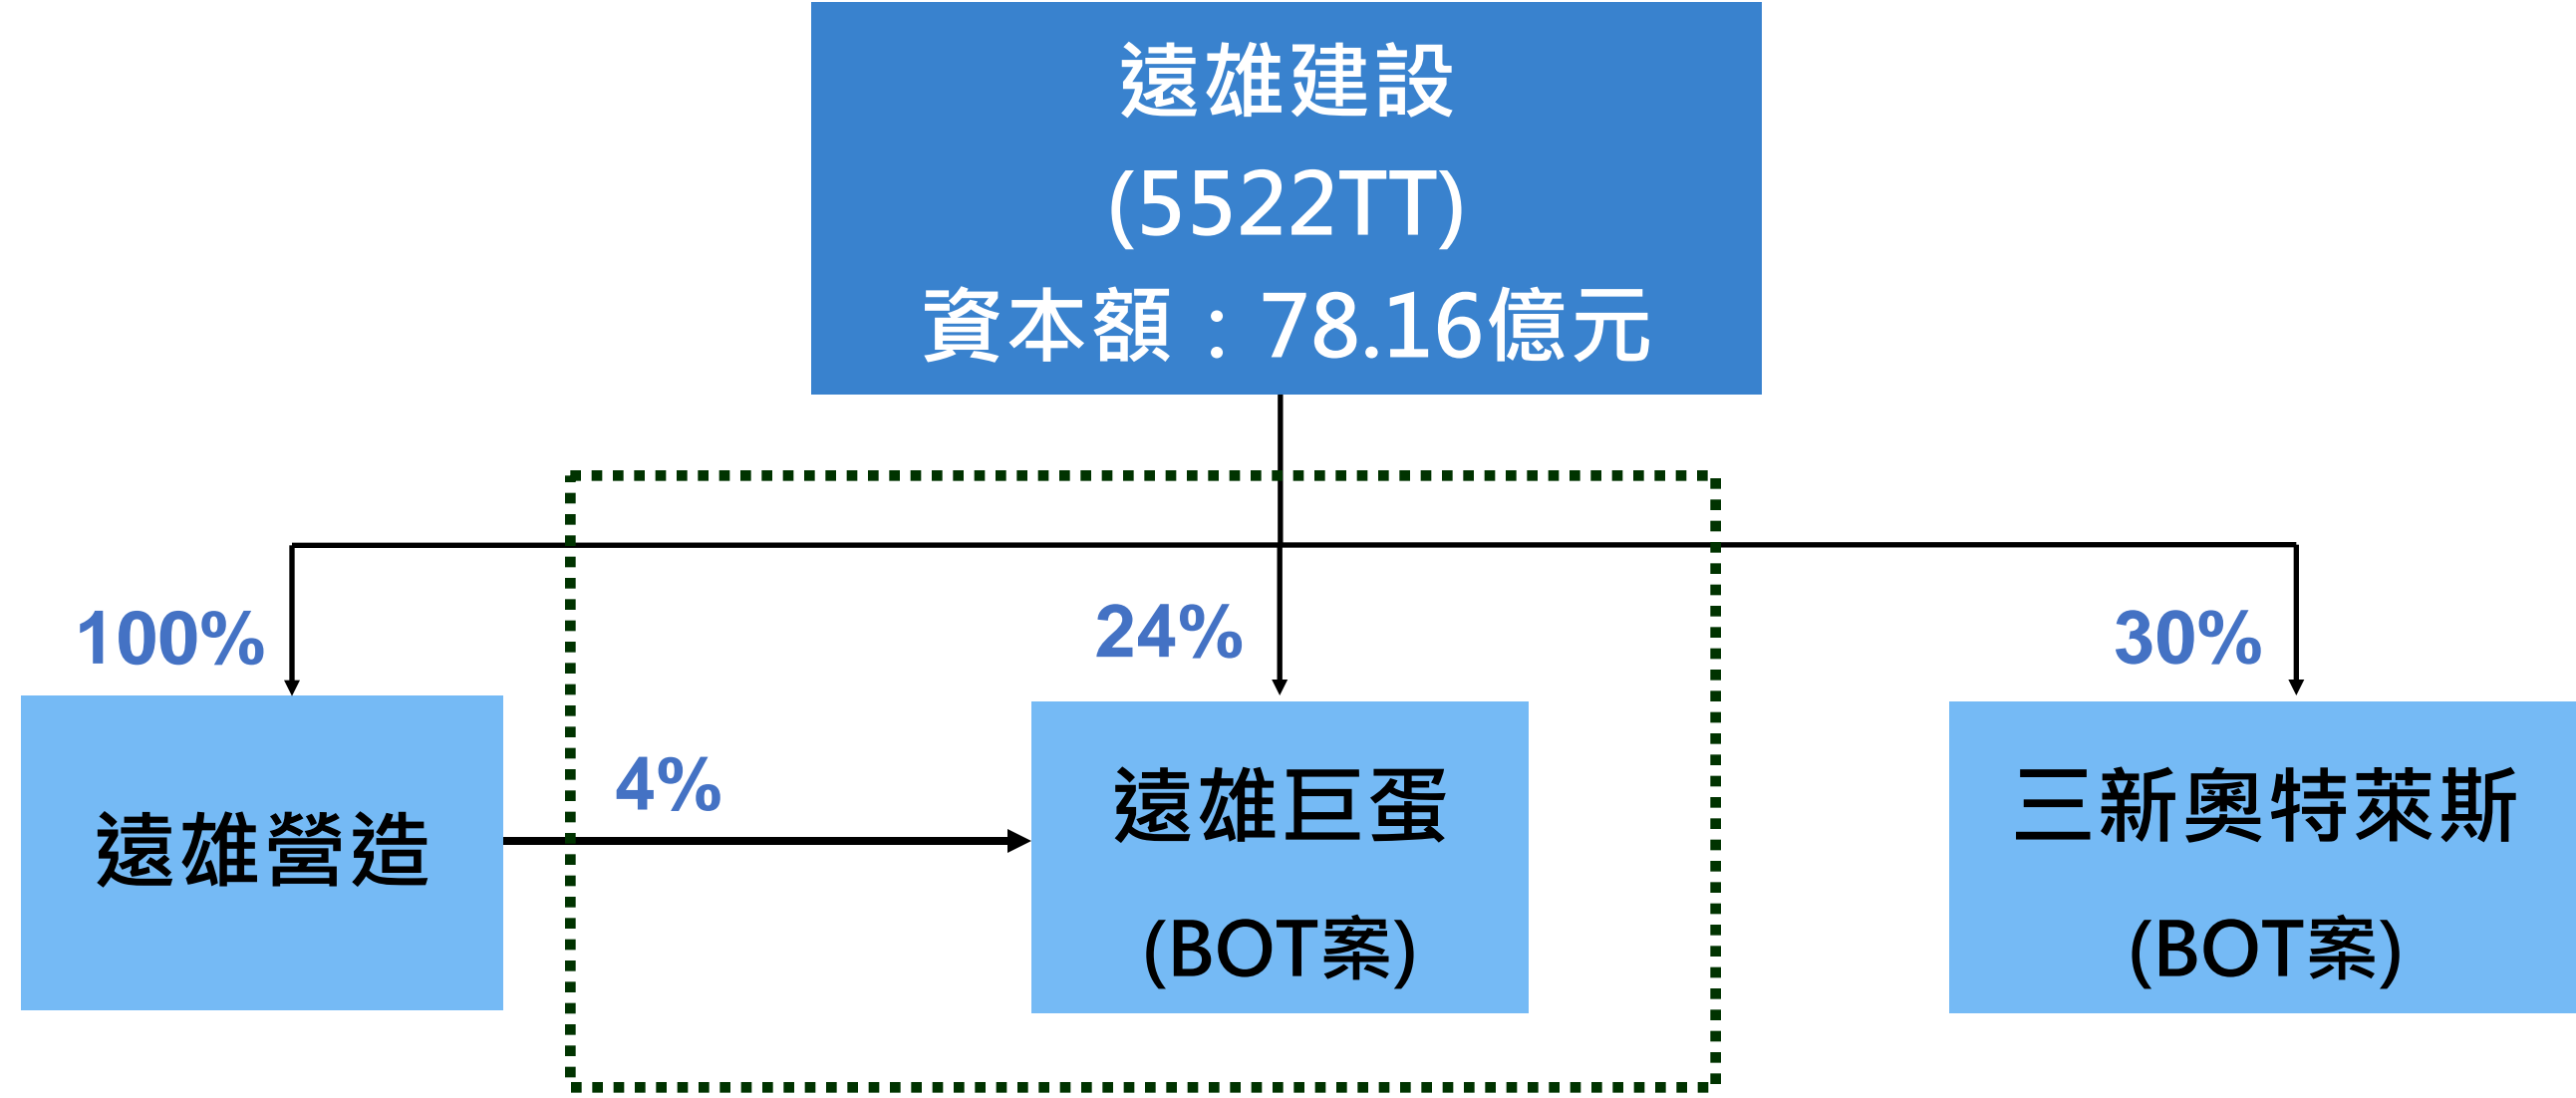 遠雄建設
(5522TT)
資本額：78.16億元
100%
24%
30%
4%
遠雄營造
遠雄巨蛋
(BOT案)
三新奧特萊斯
(BOT案)